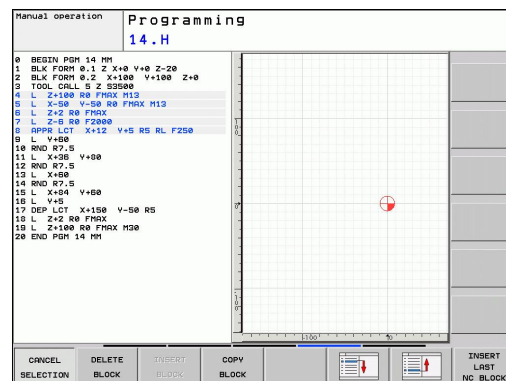 Manual operation
Programming
14.H
0 BEGIN PGM 14 MM
1 BLK FORM 0.1 Z X+0 Y+0 Z-20
2 BLK FORM 0.2 X+100 Y+100 Z+0
3 TOOL CALL 5 Z S3500
4 L Z+100 R0 FMAX M13
5 L X-50 Y-50 R0 FMAX M13
6 L Z+2 R0 FMAX
7 L Z-6 R0 F2000
8 APPR LCT X+12 Y+5 R5 RL F250
9 L Y+60
10 RND R7.5
11 L X+36 Y+80
12 RND R7.5
13 L X+60
14 RND R7.5
15 L X+84 Y+60
16 L Y+5
17 DEP LCT X+150 Y-50 R5
18 L Z+2 R0 FMAX
19 L Z+100 R0 FMAX M30
20 END PGM 14 MM
-100
CANCEL
SELECTION
DELETE
BLOCK
INSERT
BLOCK
COPY
BLOCK
INSERT
LAST
NC BLOCK